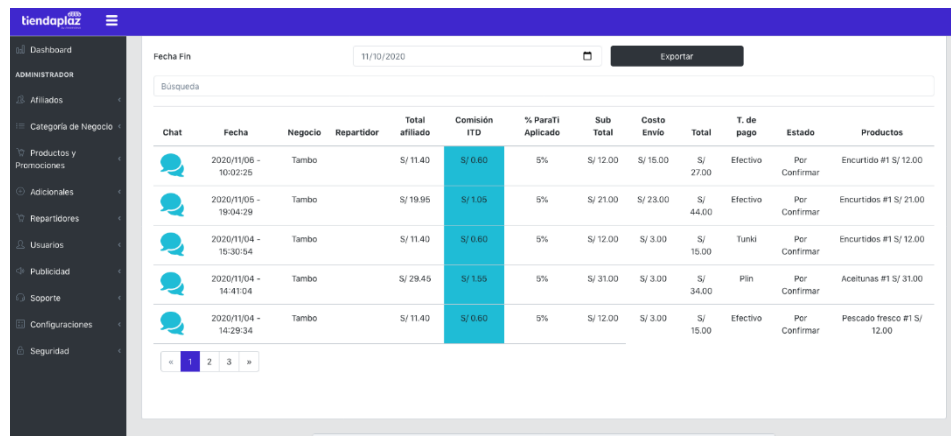 tiendaplaz
Dashboard
ADMINISTRADOR
Afiliados
Categoría de Negocio
Productos y
Promociones
Adicionales
Repartidores
Usuarios
Publicidad
Soporte
Configuraciones
Seguridad
Fecha Fin 11/10/2020 Exportar
Búsqueda
Chat Fecha Negocio Repartidor Total afiliado Comisión ITD % ParaTi Aplicado Sub Total Costo Envío Total T. de pago Estado Productos
2020/11/06 - 10:02:25 Tambo S/ 11.40 S/ 0.60 5% S/ 12.00 S/ 15.00 S/ 27.00 Efectivo Por Confirmar Encurtido #1 S/ 12.00
2020/11/05 - 19:04:29 Tambo S/ 19.95 S/ 1.05 5% S/ 21.00 S/ 23.00 S/ 44.00 Efectivo Por Confirmar Encurtidos #1 S/ 21.00
2020/11/04 - 15:30:54 Tambo S/ 11.40 S/ 0.60 5% S/ 12.00 S/ 3.00 S/ 15.00 Tunki Por Confirmar Encurtidos #1 S/ 12.00
2020/11/04 - 14:41:04 Tambo S/ 29.45 S/ 1.55 5% S/ 31.00 S/ 3.00 S/ 34.00 Plin Por Confirmar Aceitunas #1 S/ 31.00
2020/11/04 - 14:29:34 Tambo S/ 11.40 S/ 0.60 5% S/ 12.00 S/ 3.00 S/ 15.00 Efectivo Por Confirmar Pescado fresco #1 S/ 12.00
« 1 2 3 »